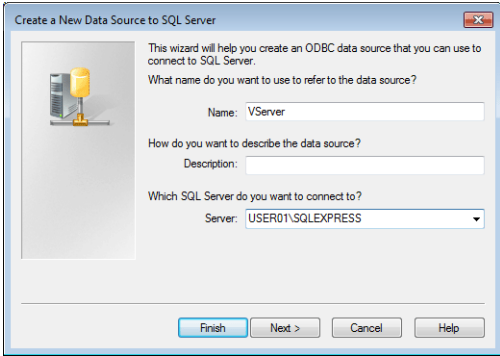 Create a New Data Source to SQL Server
This wizard will help you create an ODBC data source that you can use to
connect to SQL Server.
What name do you want to use to refer to the data source?
Name: VServer
How do you want to describe the data source?
Description:
Which SQL Server do you want to connect to?
Server: USER01\SQLEXPRESS
Finish Next > Cancel Help